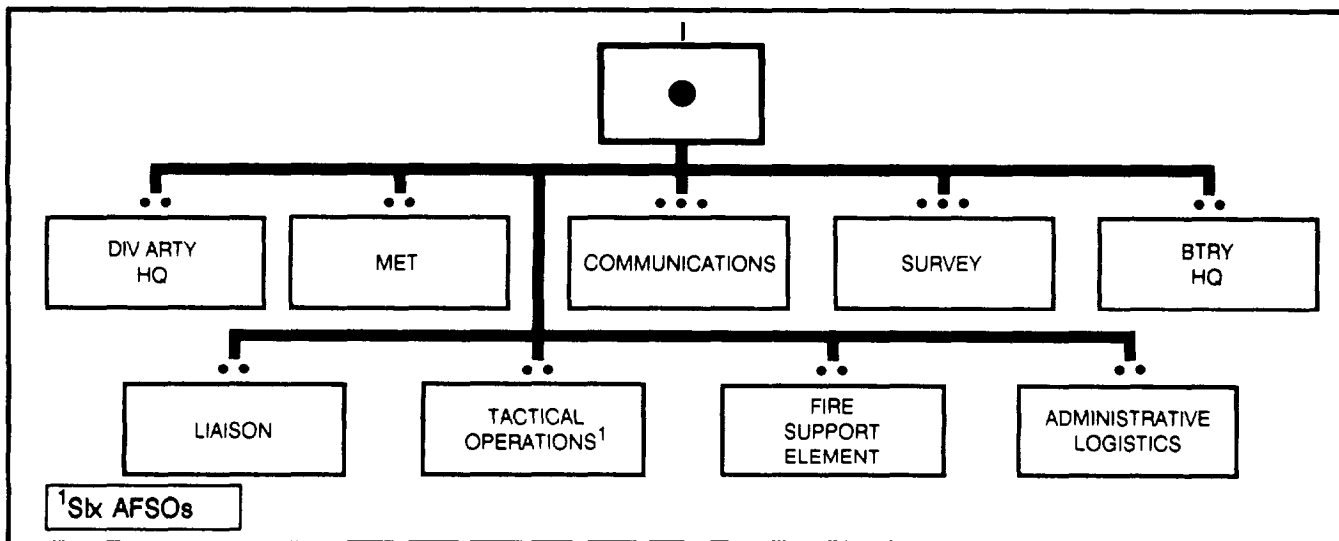 DIV ARTY
HQ
MET
COMMUNICATIONS
SURVEY
BTRY
HQ
LIAISON
TACTICAL
OPERATIONS¹
FIRE
SUPPORT
ELEMENT
ADMINISTRATIVE
LOGISTICS
¹Six AFSOs